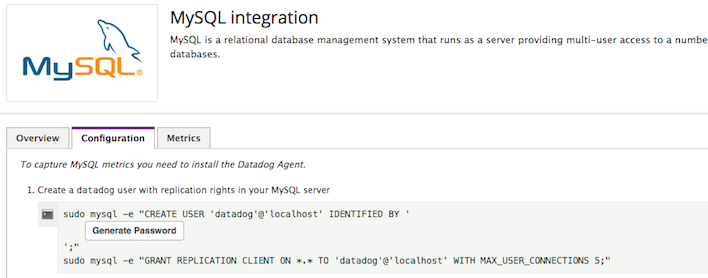 MySQL integration
MySQL is a relational database management system that runs as a server providing multi-user access to a numbe
databases.
MySQL®
Overview
Configuration
Metrics
To capture MySQL metrics you need to install the Datadog Agent.
1. Create a datadog user with replication rights in your MySQL server
sudo mysql -e "CREATE USER 'datadog'@'localhost' IDENTIFIED BY '
Generate Password
';"
sudo mysql -e "GRANT REPLICATION CLIENT ON *.* TO 'datadog'@'localhost' WITH MAX_USER_CONNECTIONS 5;"